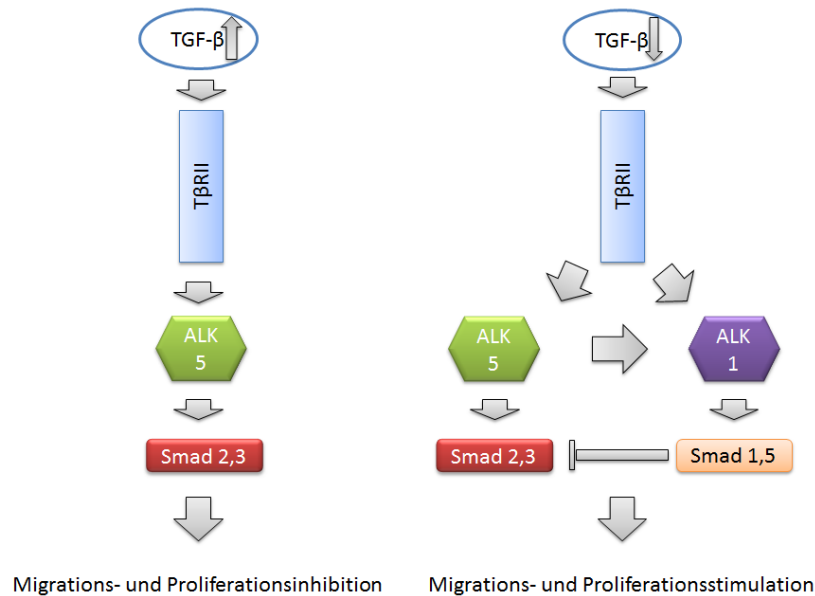 TGF-β
TβRII
ALK
5
Smad 2,3
Migrations- und Proliferationsinhibition
TGF-β
TβRII
ALK
5
ALK
1
Smad 2,3
Smad 1,5
Migrations- und Proliferationsstimulation